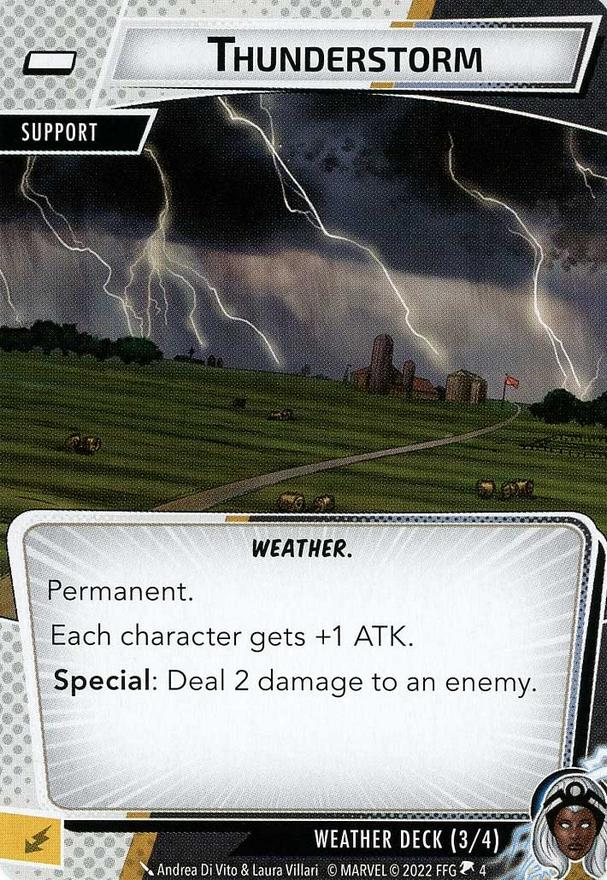 THUNDERSTORM
SUPPORT
WEATHER.
Permanent.
Each character gets +1 ATK.
Special: Deal 2 damage to an enemy.
WEATHER DECK (3/4)
Andrea Di Vito & Laura Villari © MARVEL © 2022 FFG 4